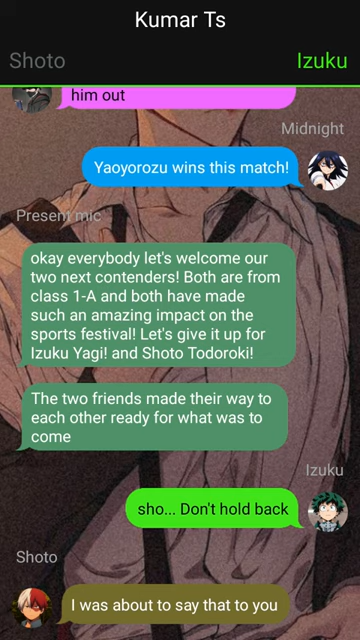 Kumar Ts
Shoto
Izuku
him out
Midnight
Yaoyorozu wins this match!
Present mic
okay everybody let's welcome our
two next contenders! Both are from
class 1-A and both have made
such an amazing impact on the
sports festival! Let's give it up for
Izuku Yagi! and Shoto Todoroki!
The two friends made their way to
each other ready for what was to
come
Izuku
sho... Don't hold back
Shoto
I was about to say that to you